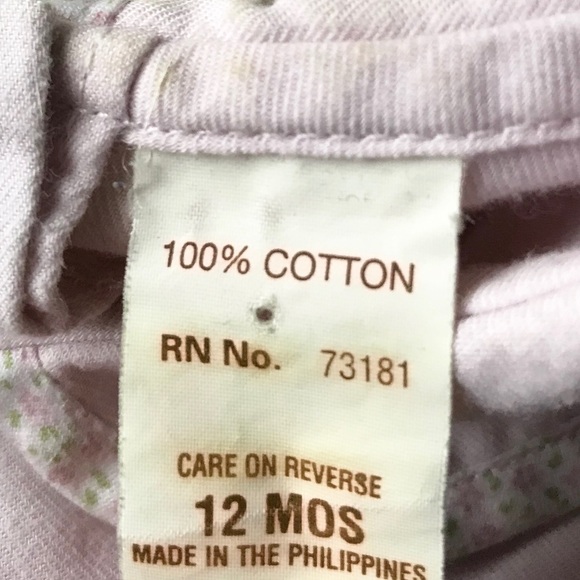 100% COTTON
RN No. 73181
CARE ON REVERSE
12 MOS
MADE IN THE PHILIPPINES